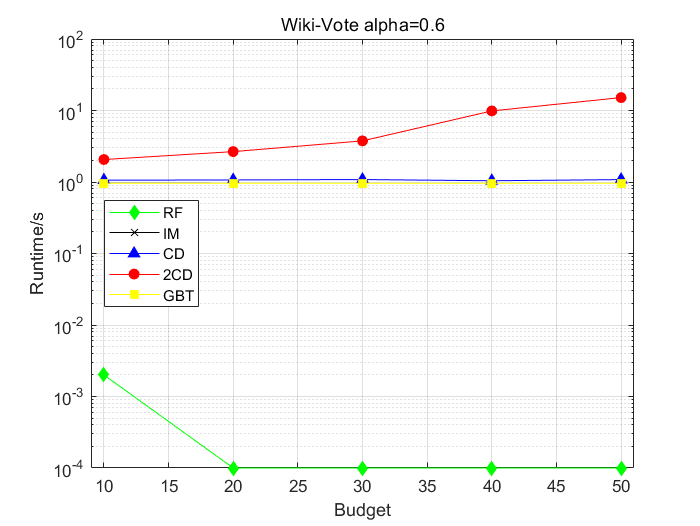 Wiki-Vote alpha=0.6
Runtime/s
10^2
10^1
10^0
10^-1
10^-2
10^-3
10^-4
RF
IM
CD
2CD
GBT
10 15 20 25 30 35 40 45 50
Budget